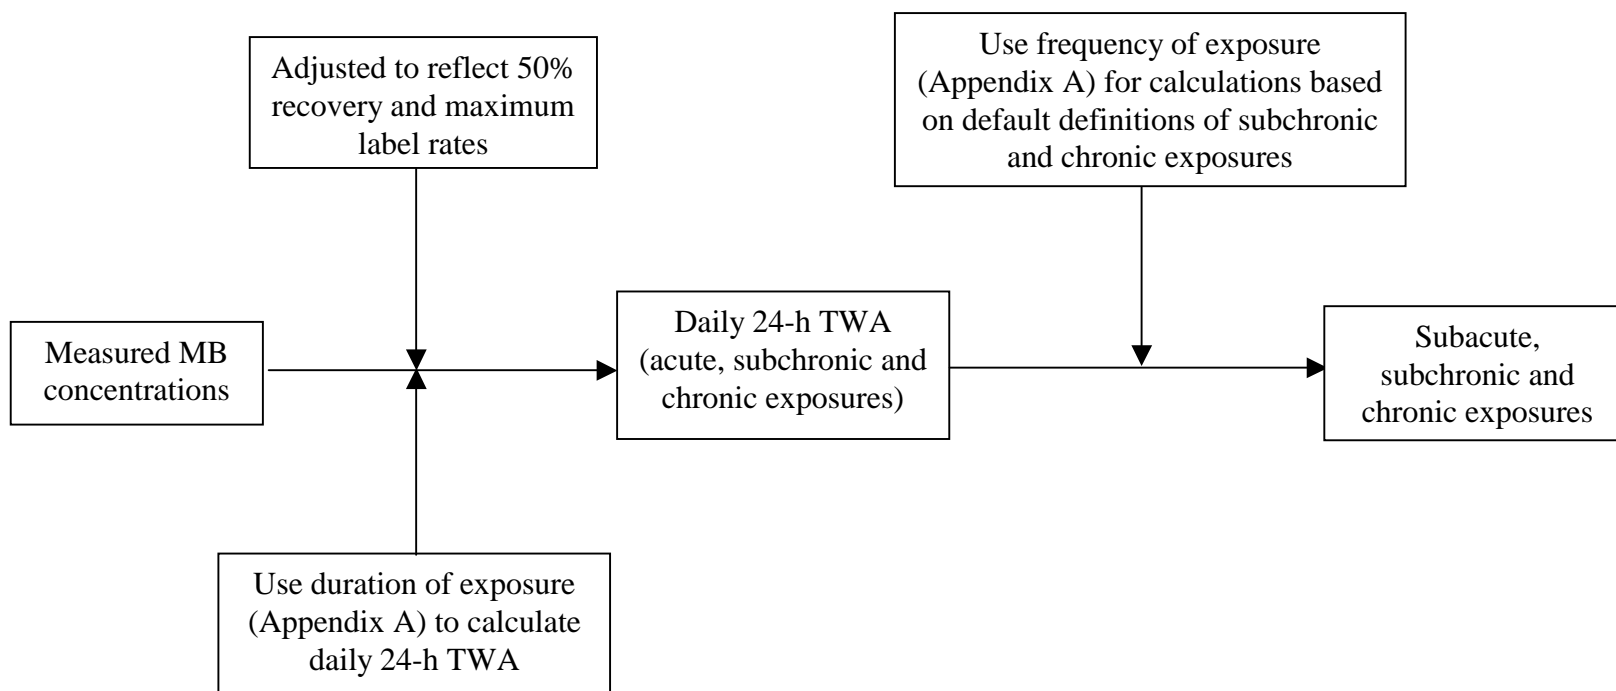 Adjusted to reflect 50%
recovery and maximum
label rates
Use frequency of exposure
(Appendix A) for calculations based
on default definitions of subchronic
and chronic exposures
Measured MB
concentrations
Daily 24-h TWA
(acute, subchronic and
chronic exposures)
Subacute,
subchronic and
chronic exposures
Use duration of exposure
(Appendix A) to calculate
daily 24-h TWA